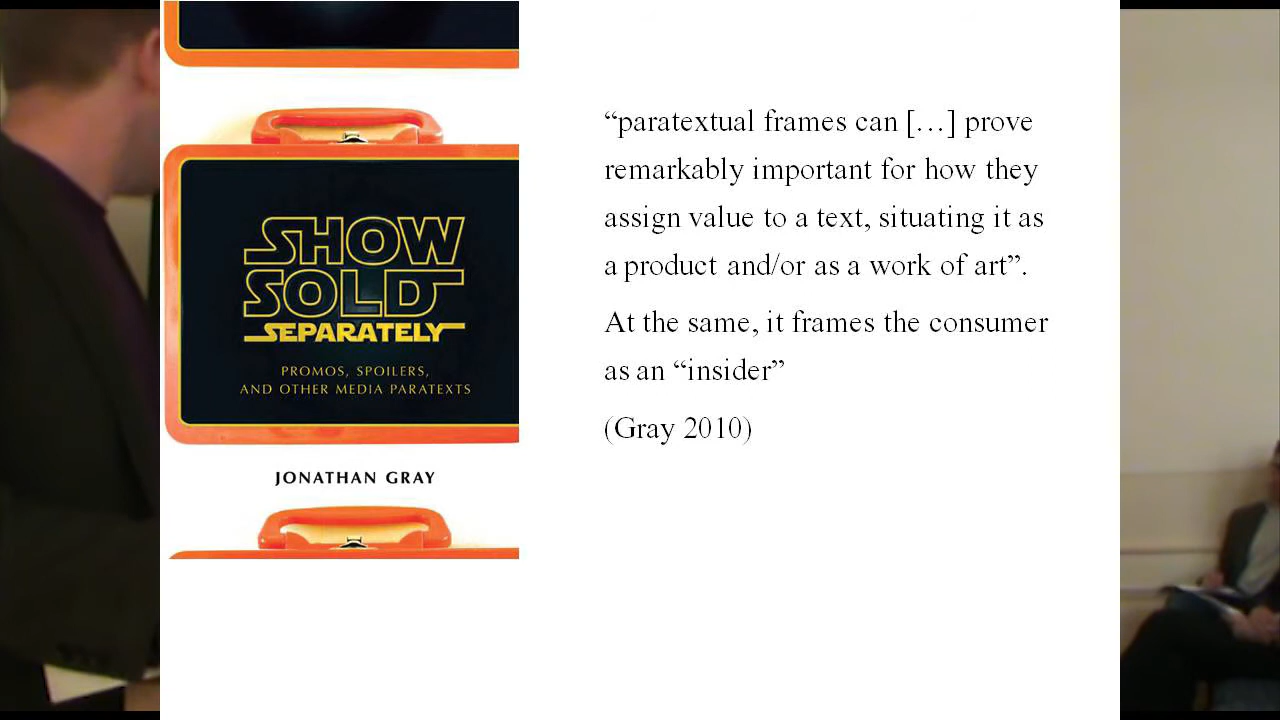 SHOW
SOLD
SEPARATELY
PROMOS, SPOILERS,
AND OTHER MEDIA PARATEXTS
JONATHAN GRAY
“paratextual frames can […] prove
remarkably important for how they
assign value to a text, situating it as
a product and/or as a work of art”.
At the same, it frames the consumer
as an “insider”
(Gray 2010)